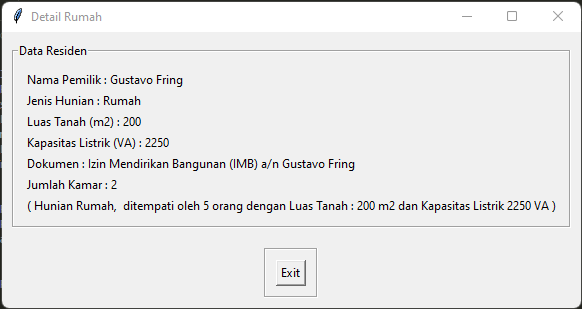 Detail Rumah
Data Residen
Nama Pemilik : Gustavo Fring
Jenis Hunian : Rumah
Luas Tanah (m2) : 200
Kapasitas Listrik (VA) : 2250
Dokumen : Izin Mendirikan Bangunan (IMB) a/n Gustavo Fring
Jumlah Kamar : 2
( Hunian Rumah,  ditempati oleh 5 orang dengan Luas Tanah : 200 m2 dan Kapasitas Listrik 2250 VA )
Exit